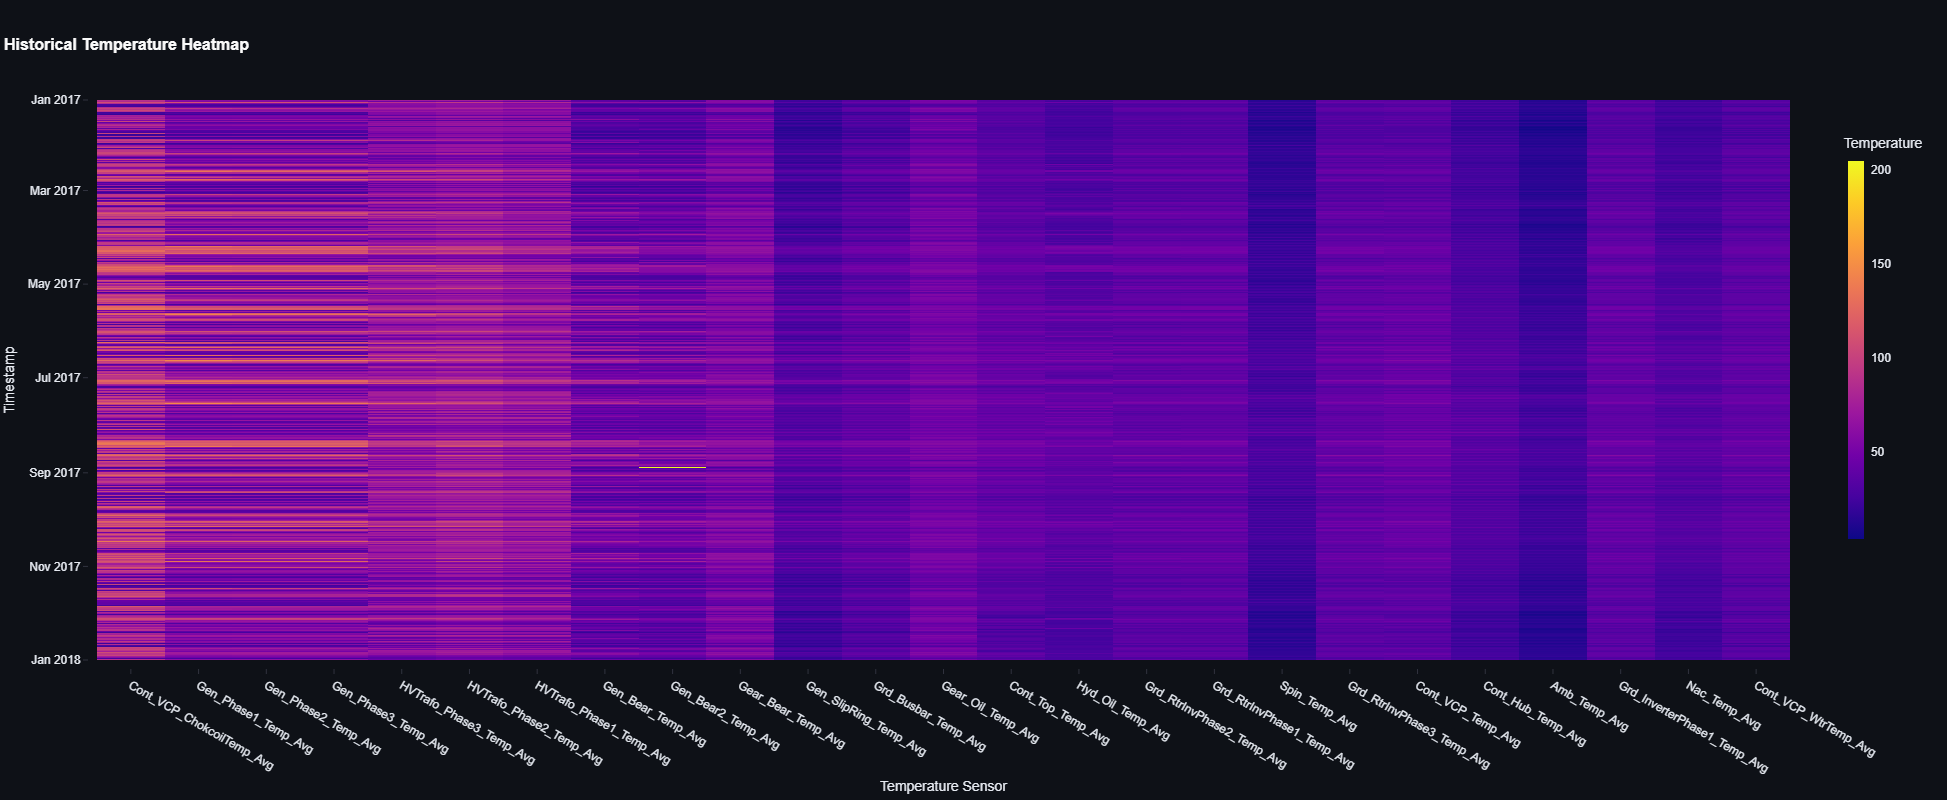 Historical Temperature Heatmap
Jan 2017
Mar 2017
May 2017
Jul 2017
Sep 2017
Nov 2017
Jan 2018
Timestamp
Cont_VCP_ChokcoilTemp_Avg
Gen_Phase1_Temp_Avg
Gen_Phase2_Temp_Avg
Gen_Phase3_Temp_Avg
HVTrafo_Phase3_Temp_Avg
HVTrafo_Phase2_Temp_Avg
HVTrafo_Phase1_Temp_Avg
Gen_Bear_Temp_Avg
Gen_Bear2_Temp_Avg
Gear_Bear_Temp_Avg
Gen_SlipRing_Temp_Avg
Grd_Busbar_Temp_Avg
Gear_Oil_Temp_Avg
Cont_Top_Temp_Avg
Hyd_Oil_Temp_Avg
Grd_RtrInvPhase2_Temp_Avg
Grd_RtrInvPhase1_Temp_Avg
Spin_Temp_Avg
Grd_RtrInvPhase3_Temp_Avg
Cont_VCP_Temp_Avg
Cont_Hub_Temp_Avg
Amb_Temp_Avg
Grd_InverterPhase1_Temp_Avg
Nac_Temp_Avg
Cont_VCP_WtrTemp_Avg
Temperature Sensor
Temperature
200
150
100
50